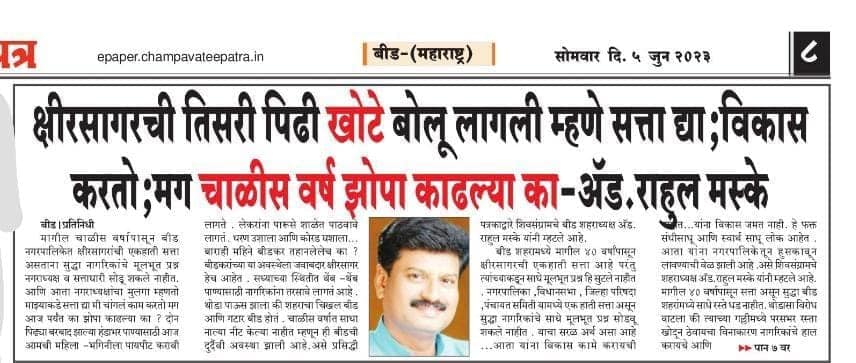 पत्र
epaper.champavateepatra.in
बीड-(महाराष्ट्र)
सोमवार दि. ५ जुन २०२३
८
क्षीरसागरची तिसरी पिढी खोटे बोलू लागली म्हणे सत्ता द्या;विकास
करतो;मग चाळीस वर्ष झोपा काढल्या का-ॲड.राहुल मस्के
बीड।प्रतिनिधी
मागील चाळीस वर्षापासून बीड
नगरपालिकेत क्षीरसागरांची एकहाती सत्ता
असताना सुद्धा नागरिकांचे मूलभूत प्रश्न
नगराध्यक्ष व सत्ताधारी सोडू शकले नाहीत.
आणि आता नगराध्यक्षांचा मुलगा म्हणतो
माझ्याकडे सत्ता द्या मी चांगलं काम करतो मग
आज पर्यंत का झोपा काढल्या का? दोन
पिढ्या बरबाद झाल्या हंडाभर पाण्यासाठी आज
आमची महिला -भगिनीला पायपीट करावी
लागते . लेकरांना पारूसे शाळेत पाठवावे
लागतं. धरण उशाला आणि कोरड घशाला...
बाराही महिने बीडकर तहानलेलेच का ?
बीडकरांच्या या अवस्थेला जवाबदार क्षीरसागर
हेच आहेत . सध्याच्या स्थितीत थेंब -थेंब
पाण्यासाठी नागरिकांना तरसावे लागतं आहे .
थोडा पाऊस झाला की शहराचा चिखल बीड
आणि गटार बीड होतं . चाळीस वर्षात साधा
नाल्या नीट केल्या नाहीत म्हणून ही बीडची
दुर्दैवी अवस्था झाली आहे.असे प्रसिद्धी
पत्रकाद्वारे शिवसंग्रामचे बीड शहराध्यक्ष अँड.
राहुल मस्के यांनी म्हटले आहे.
बीड शहरामध्ये मागील ४० वर्षापासून
क्षीरसागरची एकहाती सत्ता आहे परंतु
त्यांच्याकडून साधे मूलभूत प्रश्न हि सुटले नाहीत
. नगरपालिका ,विधानसभा , जिल्हा परिषदा
,पंचायत समिती यामध्ये एक हाती सत्ता असून
सुद्धा नागरिकांचे साधे मूलभूत प्रश्न सोडवू
शकले नाहीत . याचा सरळ अर्थ असा आहे
...आता यांना विकास कामे करायची
नाहीत...यांना विकास जमत नाही. हे फक्त
संधीसाधू आणि स्वार्थ साधू लोक आहेत .
आता यांना नगरपालिकेतून हुसकावून
लावण्याची वेळ झाली आहे .असे शिवसंग्रामचे
शहराध्यक्ष अॅड. राहुल मस्के यांनी म्हटले आहे.
मागील ४० वर्ष सत्ता असून सुद्धा बीड
शहरांमध्ये साधे रस्ते धड नाहीत. थोडासा विरोध
वाटला की त्याच्या गल्लीमध्ये परसभर रस्ता
खोदून ठेवायचा विनाकारण नागरिकांचे हाल
करायचे आणि ▶▶ पान ७ वर